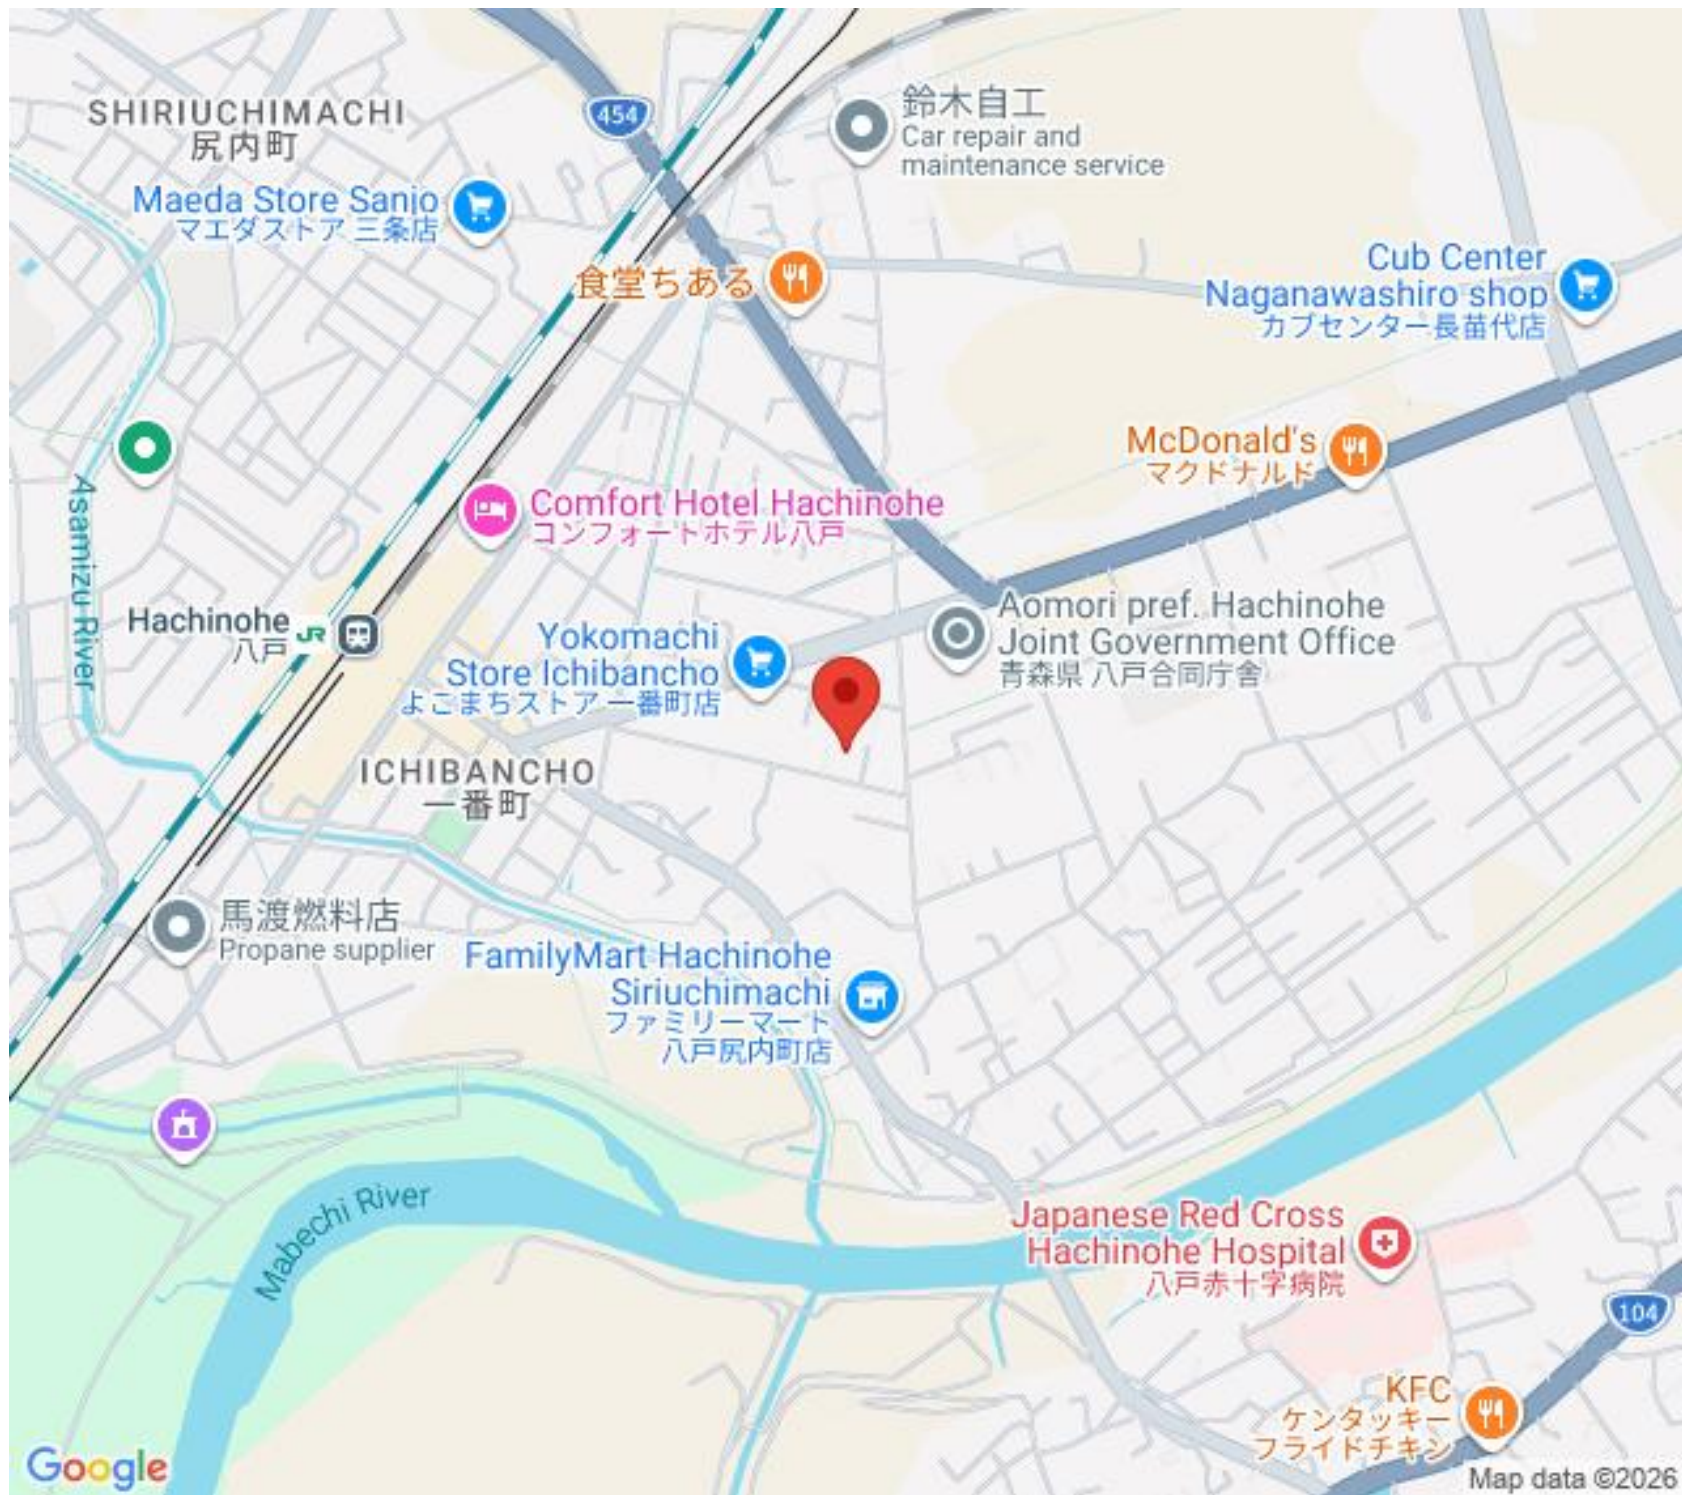 454
鈴木自工
Car repair and
maintenance service
SHIRIUCHIMACHI
尻内町
Maeda Store Sanjo
マエダストア 三条店
食堂ちある
Cub Center
Naganawashiro shop
カブセンター長苗代店
McDonald's
マクドナルド
Comfort Hotel Hachinohe
コンフォートホテル八戸
Asamizu River
Hachinohe
八戸
JR
Yokomachi
Store Ichibancho
よこまちストア 一番町店
Aomori pref. Hachinohe
Joint Government Office
青森県 八戸合同庁舎
ICHIBANCHO
一番町
馬渡燃料店
Propane supplier
FamilyMart Hachinohe
Siriuchimachi
ファミリーマート
八戸尻内町店
Mabechi River
Japanese Red Cross
Hachinohe Hospital
八戸赤十字病院
104
KFC
ケンタッキー
フライドチキン
Google
Map data ©2026